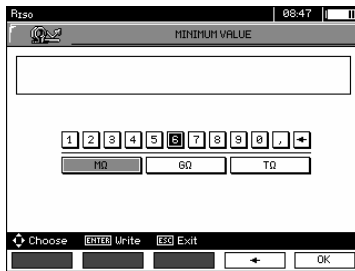 RISO 08:47
MINIMUM VALUE
1 2 3 4 5 6 7 8 9 0 , ←
MΩ GΩ TΩ
Choose ENTER Write ESC Exit
← OK